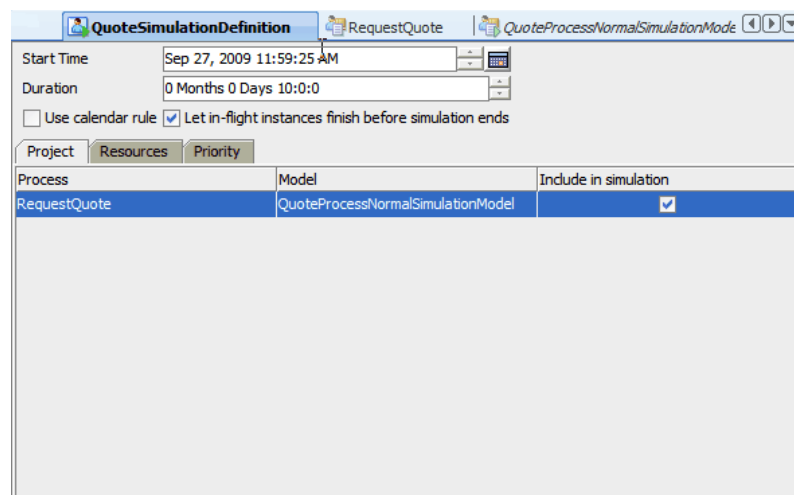 QuoteSimulationDefinition RequestQuote QuoteProcessNormalSimulationMode
Start Time Sep 27, 2009 11:59:25 AM
Duration 0 Months 0 Days 10:0:0
Use calendar rule Let in-flight instances finish before simulation ends
Project Resources Priority
Process Model Include in simulation
RequestQuote QuoteProcessNormalSimulationModel